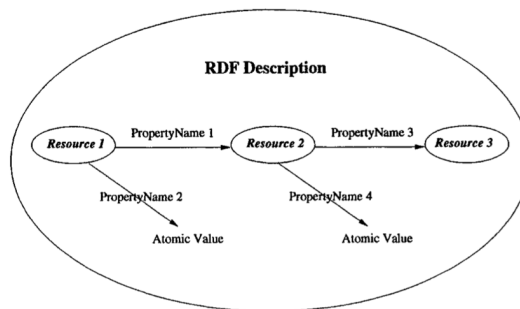 RDF Description
PropertyName 1
PropertyName 3
Resource 1
Resource 2
Resource 3
PropertyName 2
PropertyName 4
Atomic Value
Atomic Value